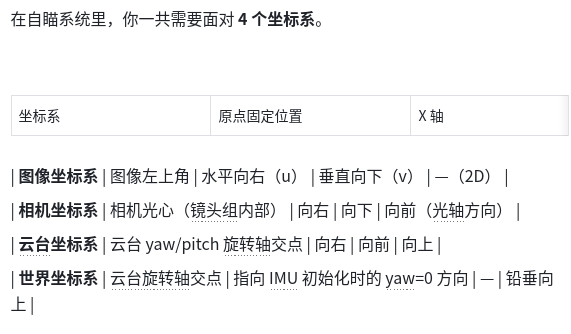 在自瞄系统里，你一共需要面对 4 个坐标系。
坐标系 原点固定位置 X 轴
| 图像坐标系 | 图像左上角 | 水平向右（u） | 垂直向下（v） | —（2D） |
| 相机坐标系 | 相机光心（镜头组内部） | 向右 | 向下 | 向前（光轴方向） |
| 云台坐标系 | 云台 yaw/pitch 旋转轴交点 | 向右 | 向前 | 向上 |
| 世界坐标系 | 云台旋转轴交点 | 指向 IMU 初始化时的 yaw=0 方向 | — | 铅垂向
上 |